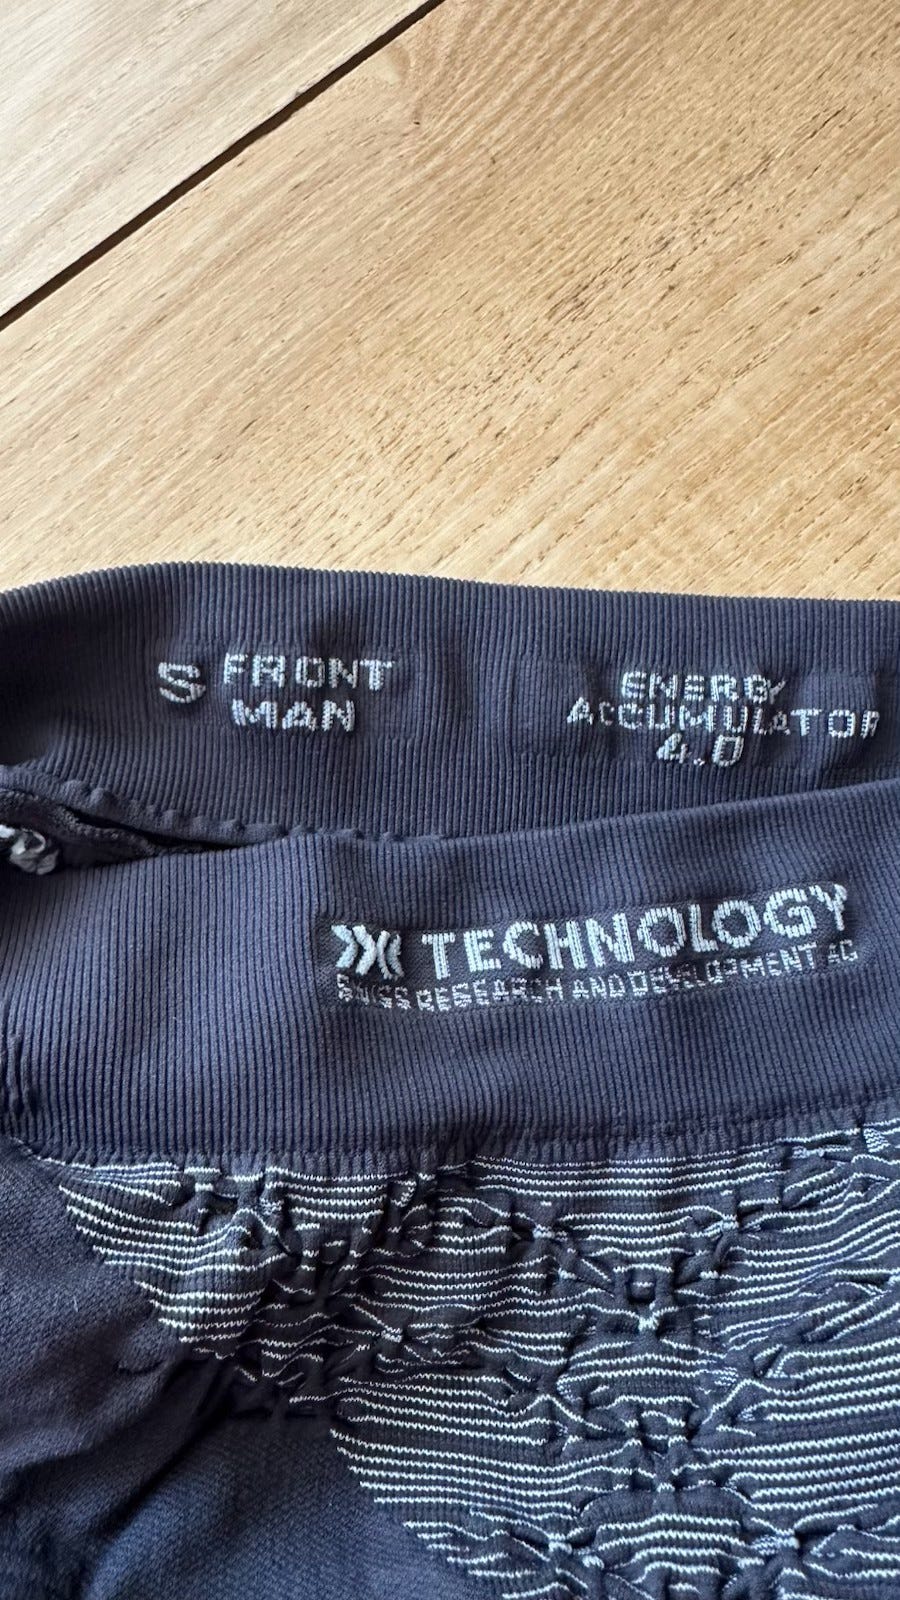 S FRONT
MAN
ENERGY
ACCUMULATOR
4.0
TECHNOLOGY
SWISS RESEARCH AND DEVELOPMENT AG